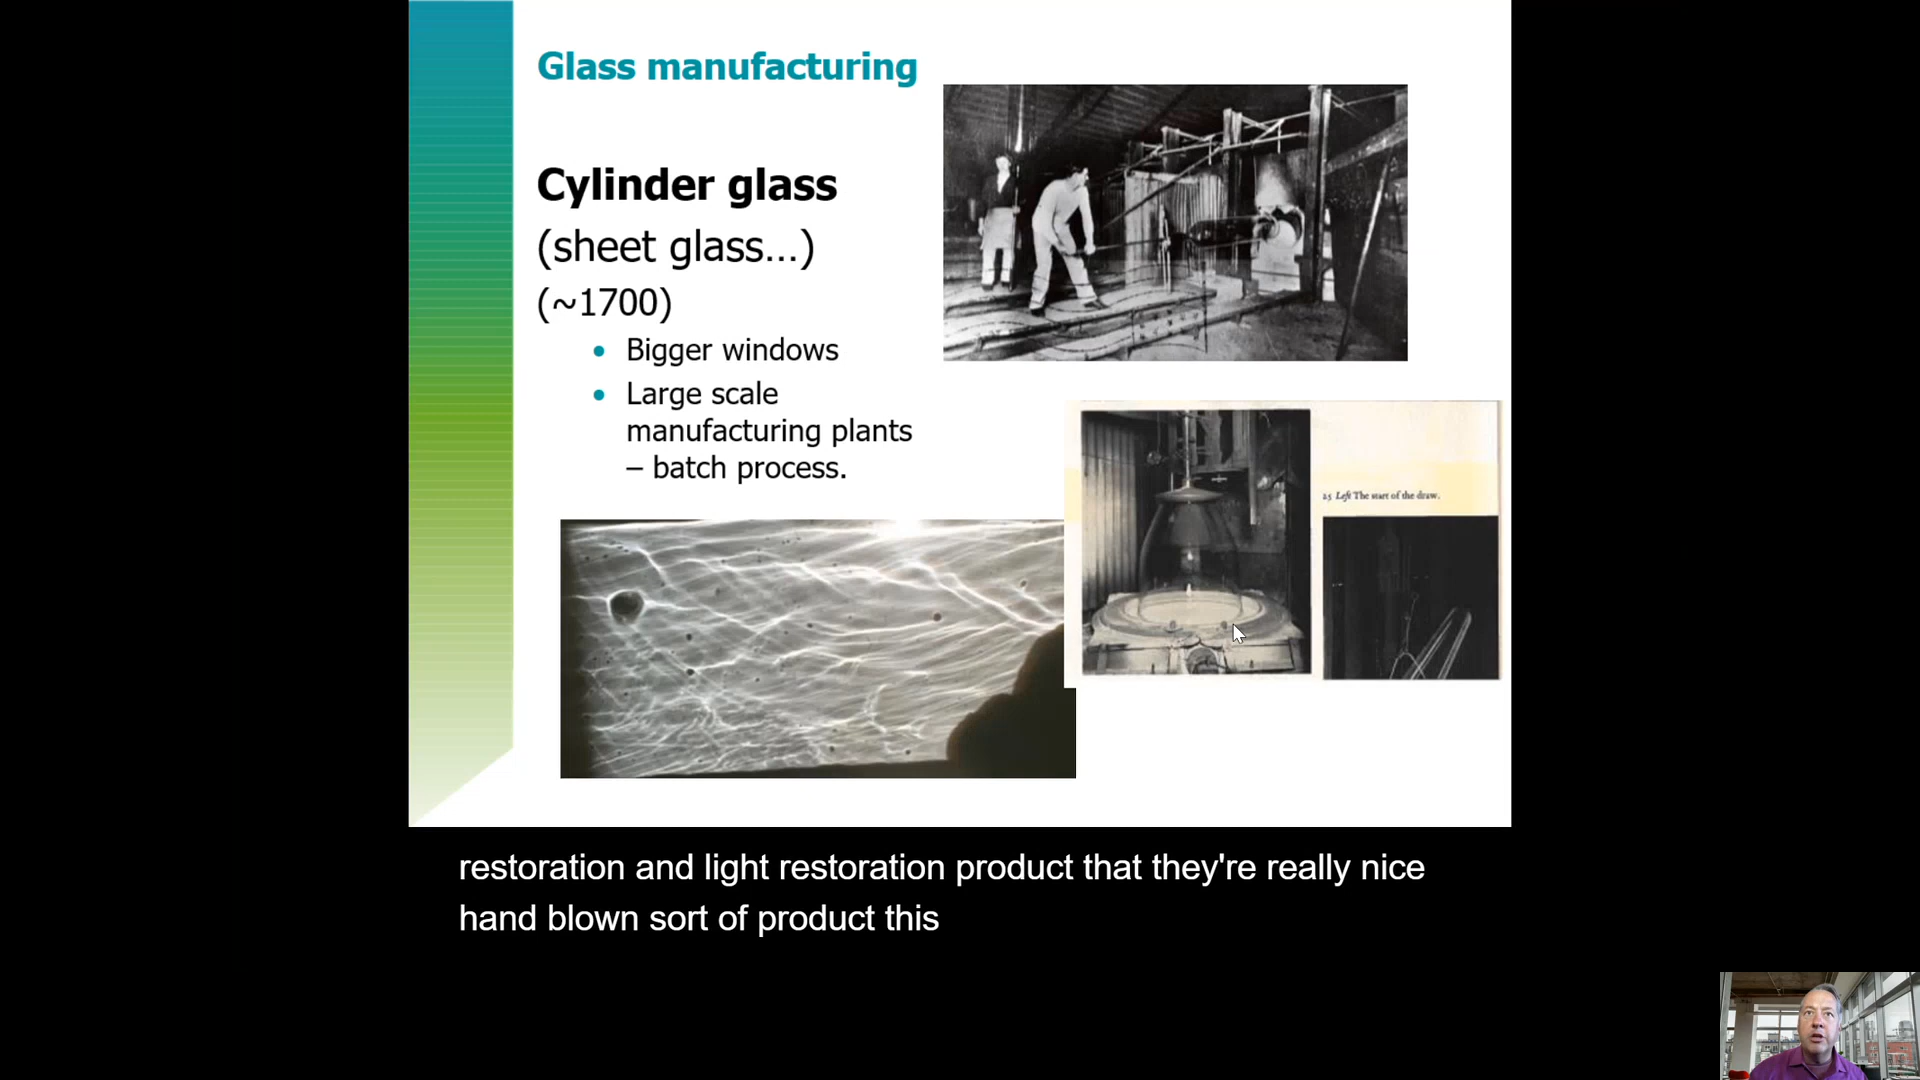 Glass manufacturing
Cylinder glass
(sheet glass...)
(~1700)
• Bigger windows
• Large scale
manufacturing plants
– batch process.
25 Left The start of the draw.
restoration and light restoration product that they're really nice
hand blown sort of product this